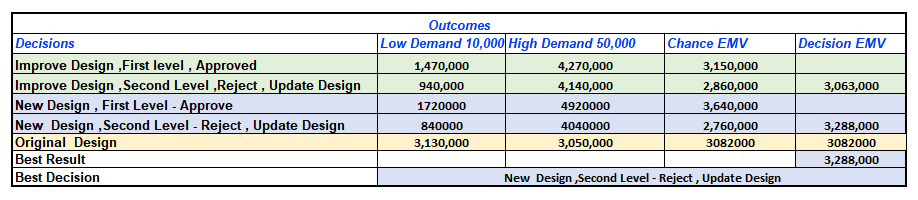 Outcomes
Decisions Low Demand 10,000 High Demand 50,000 Chance EMV Decision EMV
Improve Design ,First level , Approved 1,470,000 4,270,000 3,150,000
Improve Design ,Second Level ,Reject , Update Design 940,000 4,140,000 2,860,000 3,063,000
New Design , First Level - Approve 1720000 4920000 3,640,000
New Design ,Second Level - Reject , Update Design 840000 4040000 2,760,000 3,288,000
Original Design 3,130,000 3,050,000 3082000 3082000
Best Result 3,288,000
Best Decision New Design ,Second Level - Reject , Update Design